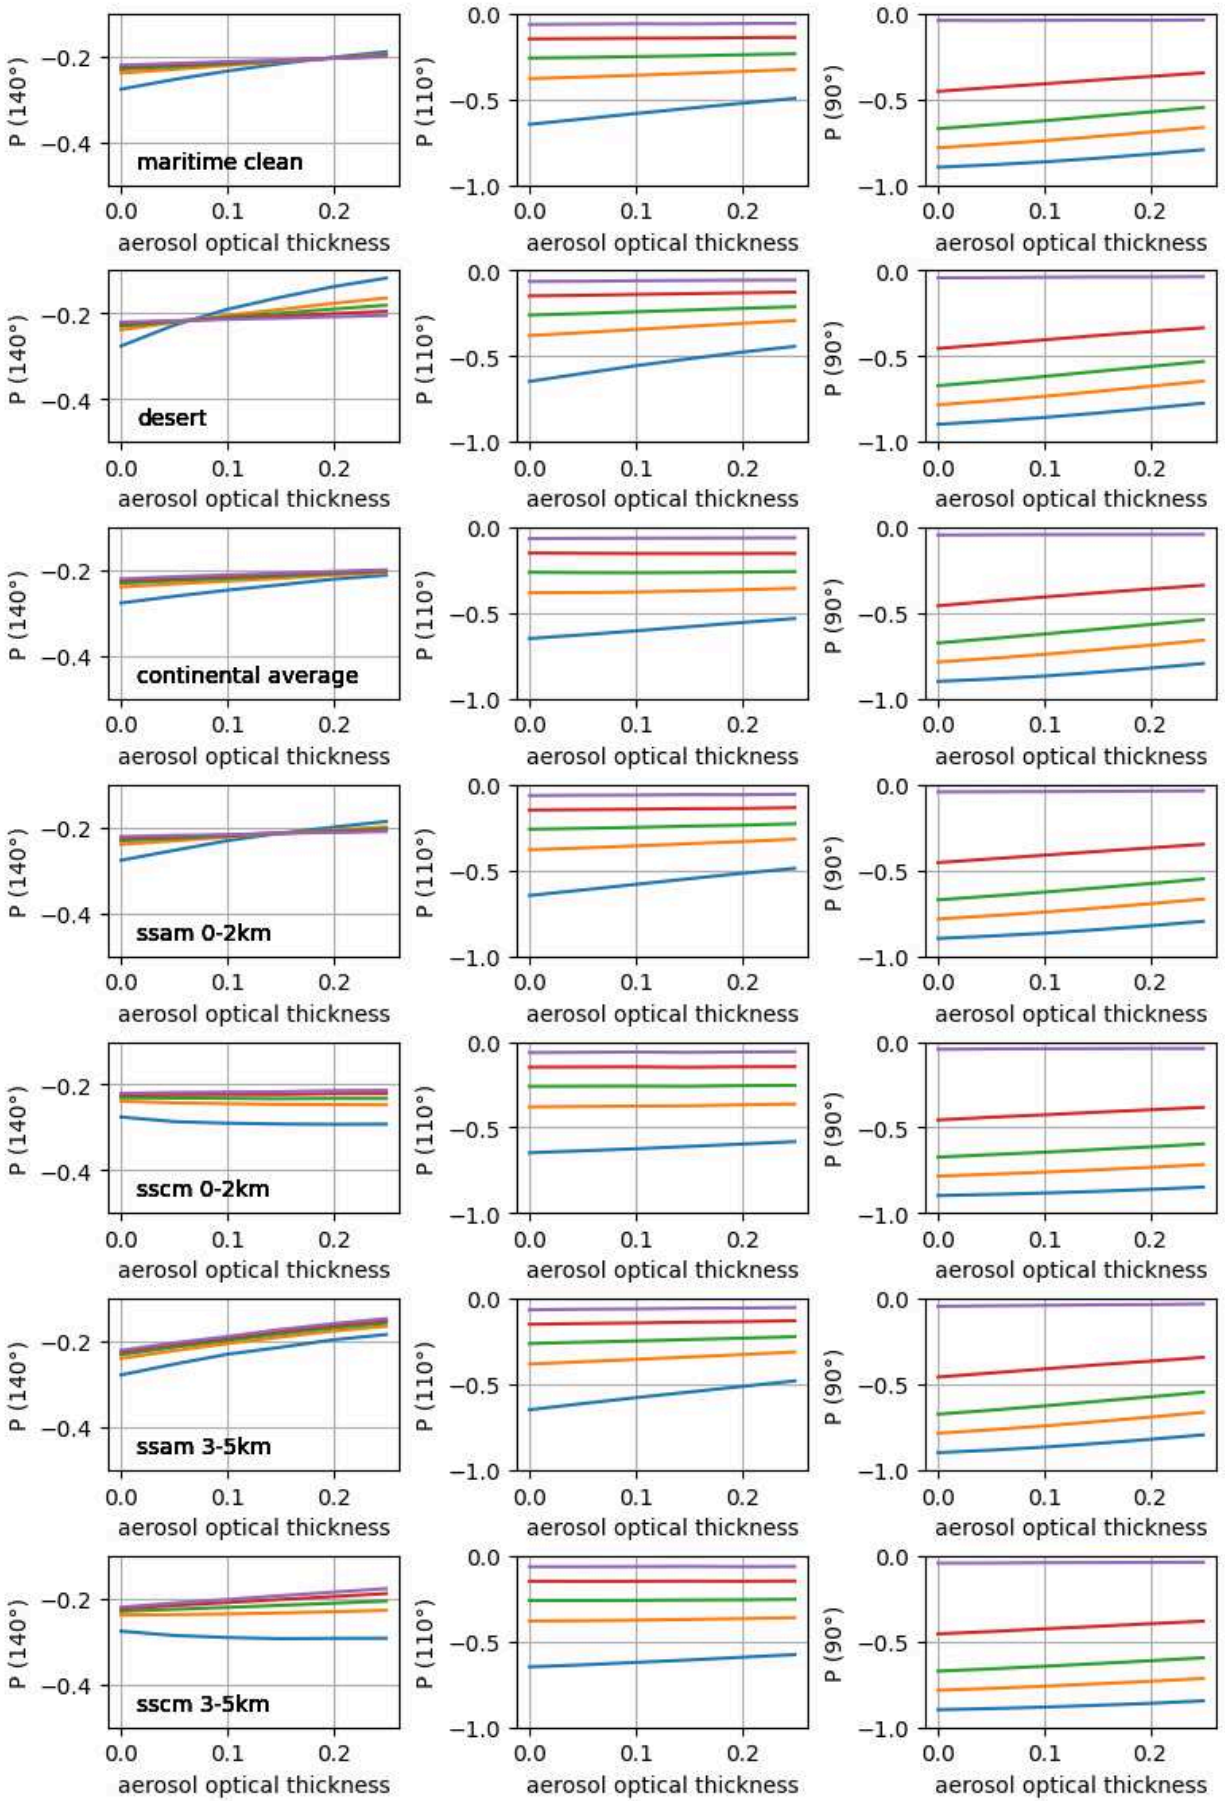 P (140°) P (110°) P (90°)
−0.2 0.0 0.0
−0.4 −0.5 −0.5
−1.0 −1.0
maritime clean
0.0 0.1 0.2 0.0 0.1 0.2 0.0 0.1 0.2
aerosol optical thickness aerosol optical thickness aerosol optical thickness
P (140°) P (110°) P (90°)
−0.2 0.0 0.0
−0.4 −0.5 −0.5
−1.0 −1.0
desert
0.0 0.1 0.2 0.0 0.1 0.2 0.0 0.1 0.2
aerosol optical thickness aerosol optical thickness aerosol optical thickness
P (140°) P (110°) P (90°)
−0.2 0.0 0.0
−0.4 −0.5 −0.5
−1.0 −1.0
continental average
0.0 0.1 0.2 0.0 0.1 0.2 0.0 0.1 0.2
aerosol optical thickness aerosol optical thickness aerosol optical thickness
P (140°) P (110°) P (90°)
−0.2 0.0 0.0
−0.4 −0.5 −0.5
−1.0 −1.0
ssam 0-2km
0.0 0.1 0.2 0.0 0.1 0.2 0.0 0.1 0.2
aerosol optical thickness aerosol optical thickness aerosol optical thickness
P (140°) P (110°) P (90°)
−0.2 0.0 0.0
−0.4 −0.5 −0.5
−1.0 −1.0
sscm 0-2km
0.0 0.1 0.2 0.0 0.1 0.2 0.0 0.1 0.2
aerosol optical thickness aerosol optical thickness aerosol optical thickness
P (140°) P (110°) P (90°)
−0.2 0.0 0.0
−0.4 −0.5 −0.5
−1.0 −1.0
ssam 3-5km
0.0 0.1 0.2 0.0 0.1 0.2 0.0 0.1 0.2
aerosol optical thickness aerosol optical thickness aerosol optical thickness
P (140°) P (110°) P (90°)
−0.2 0.0 0.0
−0.4 −0.5 −0.5
−1.0 −1.0
sscm 3-5km
0.0 0.1 0.2 0.0 0.1 0.2 0.0 0.1 0.2
aerosol optical thickness aerosol optical thickness aerosol optical thickness